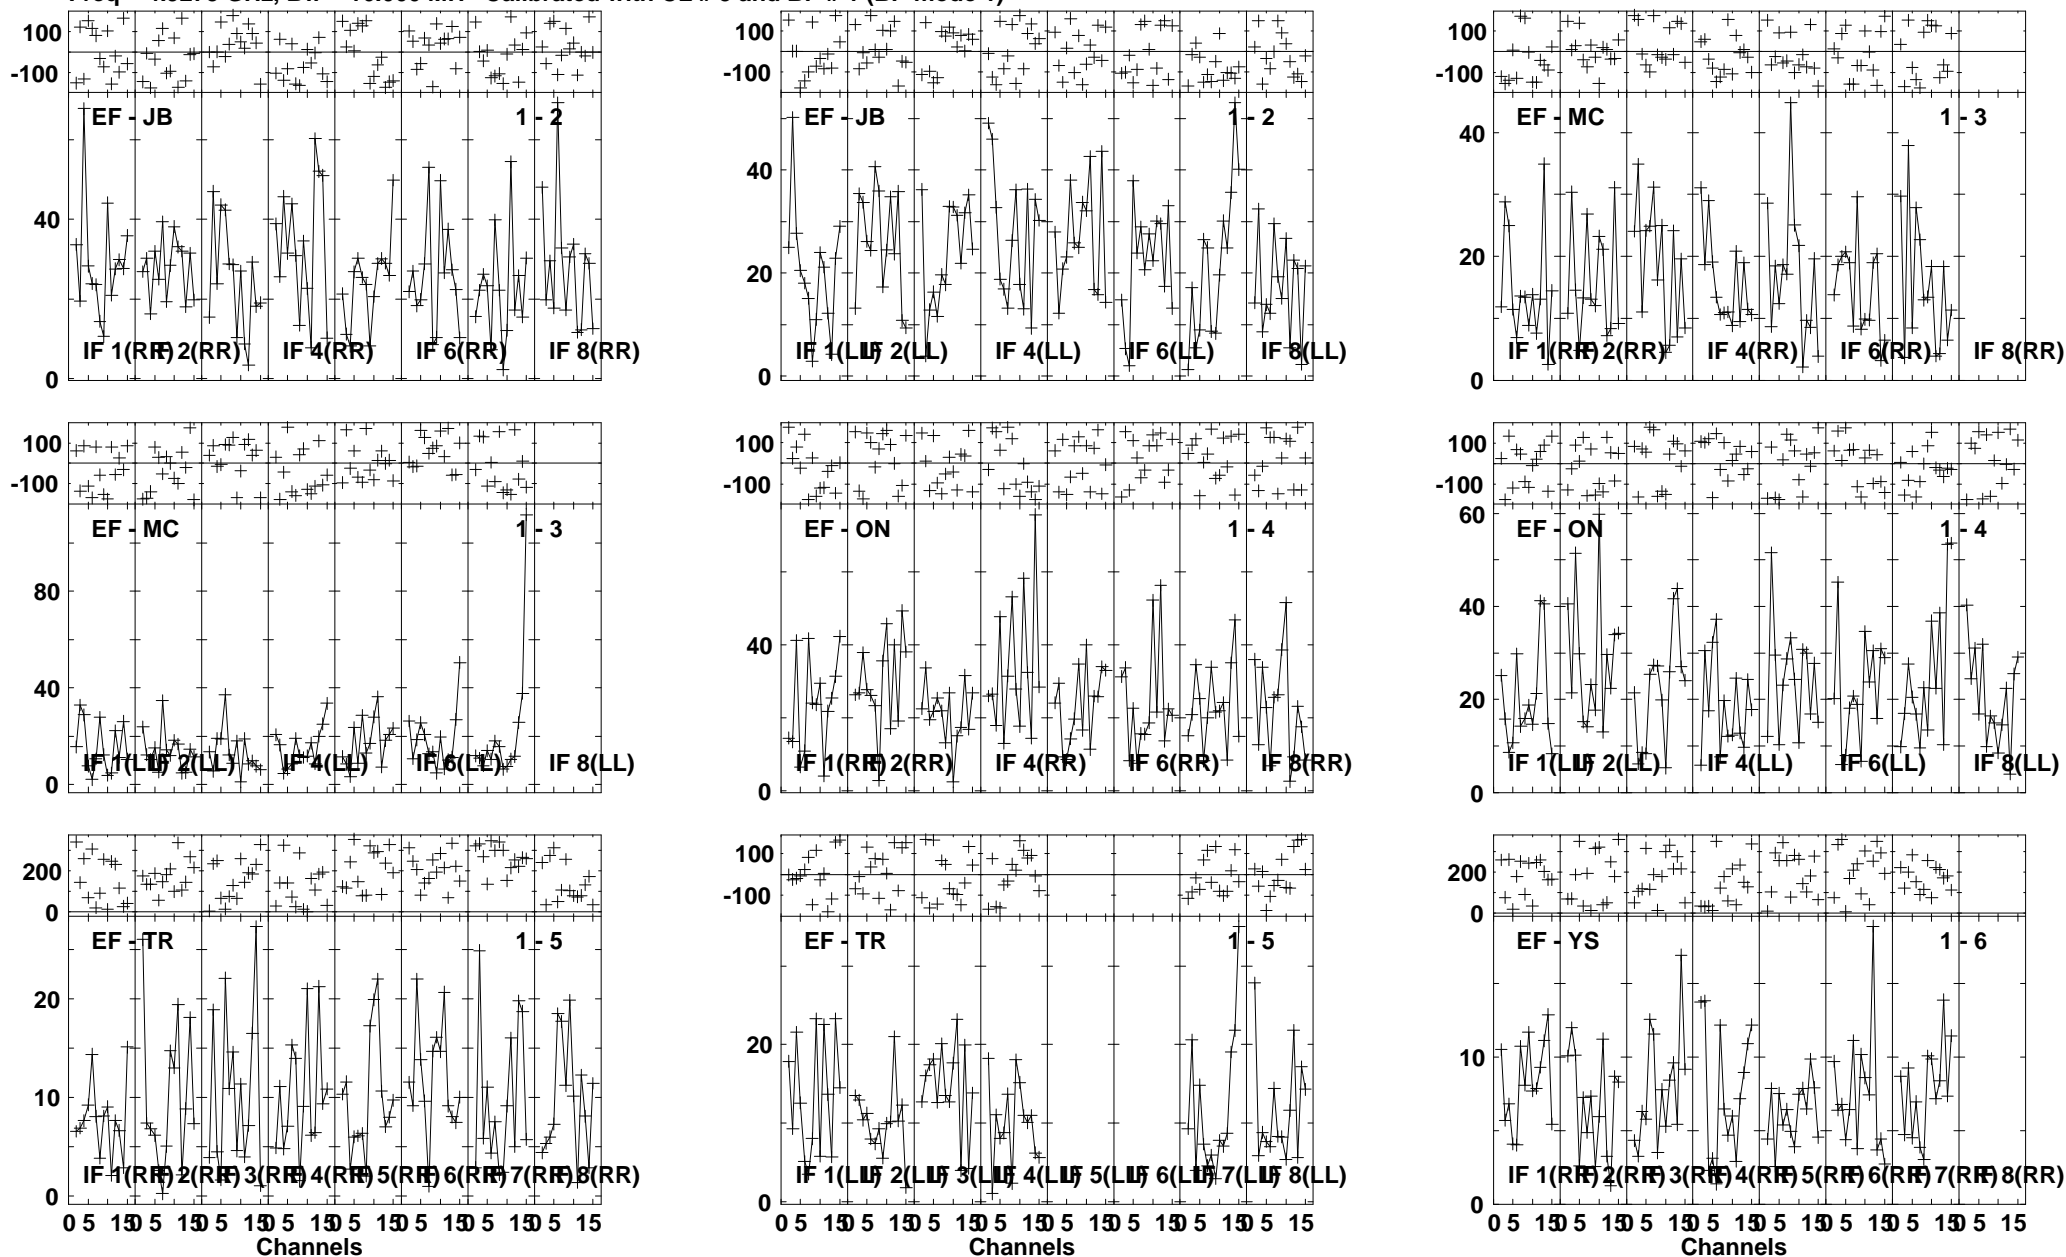 100
-100
EF - JB
1 - 2
40
0
IF 1(RR)
IF 2(RR)
IF 4(RR)
IF 6(RR)
IF 8(RR)
100
-100
EF - JB
1 - 2
40
20
0
IF 1(LL)
IF 2(LL)
IF 4(LL)
IF 6(LL)
IF 8(LL)
100
-100
EF - MC
1 - 3
40
20
0
IF 1(RR)
IF 2(RR)
IF 4(RR)
IF 6(RR)
IF 8(RR)
100
-100
EF - MC
1 - 3
80
40
0
IF 1(LL)
IF 2(LL)
IF 4(LL)
IF 6(LL)
IF 8(LL)
100
-100
EF - ON
1 - 4
40
0
IF 1(RR)
IF 2(RR)
IF 4(RR)
IF 6(RR)
IF 8(RR)
100
-100
EF - ON
1 - 4
60
40
20
0
IF 1(LL)
IF 2(LL)
IF 4(LL)
IF 6(LL)
IF 8(LL)
200
0
EF - TR
1 - 5
20
10
0
IF 1(RR)
IF 2(RR)
IF 3(RR)
IF 4(RR)
IF 5(RR)
IF 6(RR)
IF 7(RR)
IF 8(RR)
0 5 15 0 5 15 0 5 15 0 5 15 0 5 15 0 5 15 0 5 15 0 5 15
Channels
100
-100
EF - TR
1 - 5
20
0
IF 1(LL)
IF 2(LL)
IF 3(LL)
IF 4(LL)
IF 5(LL)
IF 6(LL)
IF 7(LL)
IF 8(LL)
0 5 15 0 5 15 0 5 15 0 5 15 0 5 15 0 5 15 0 5 15 0 5 15
Channels
200
0
EF - YS
1 - 6
10
0
IF 1(RR)
IF 2(RR)
IF 3(RR)
IF 4(RR)
IF 5(RR)
IF 6(RR)
IF 7(RR)
IF 8(RR)
0 5 15 0 5 15 0 5 15 0 5 15 0 5 15 0 5 15 0 5 15 0 5 15
Channels